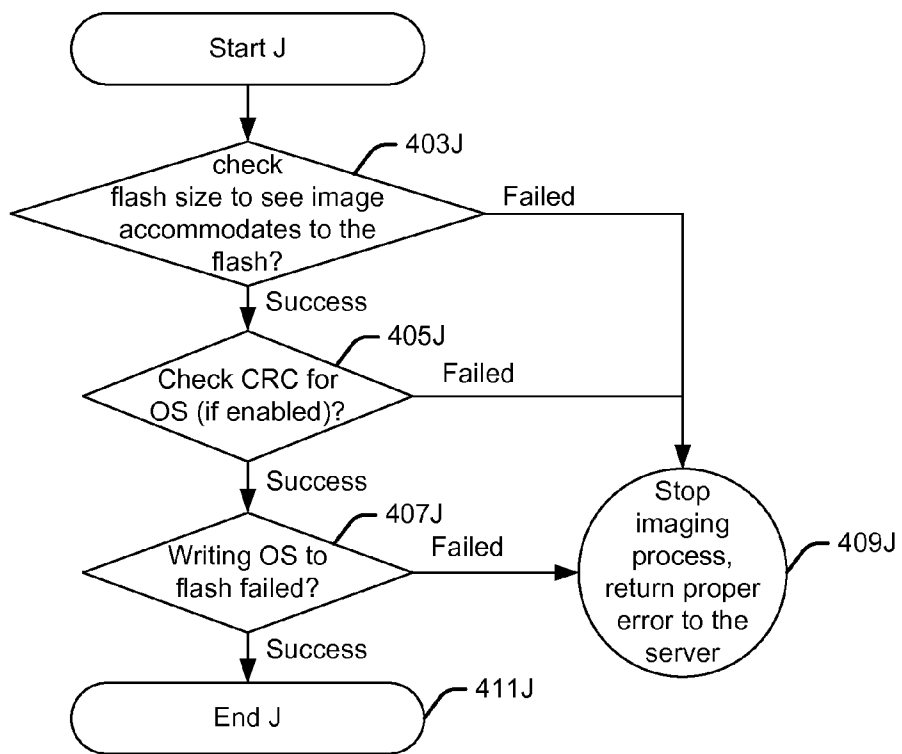 Start J
403J
check
flash size to see image
accommodates to the
flash?
Failed
Success
405J
Check CRC for
OS (if enabled)?
Failed
Success
407J
Writing OS to
flash failed?
Failed
Stop
imaging
process,
return proper
error to the
server
409J
Success
411J
End J